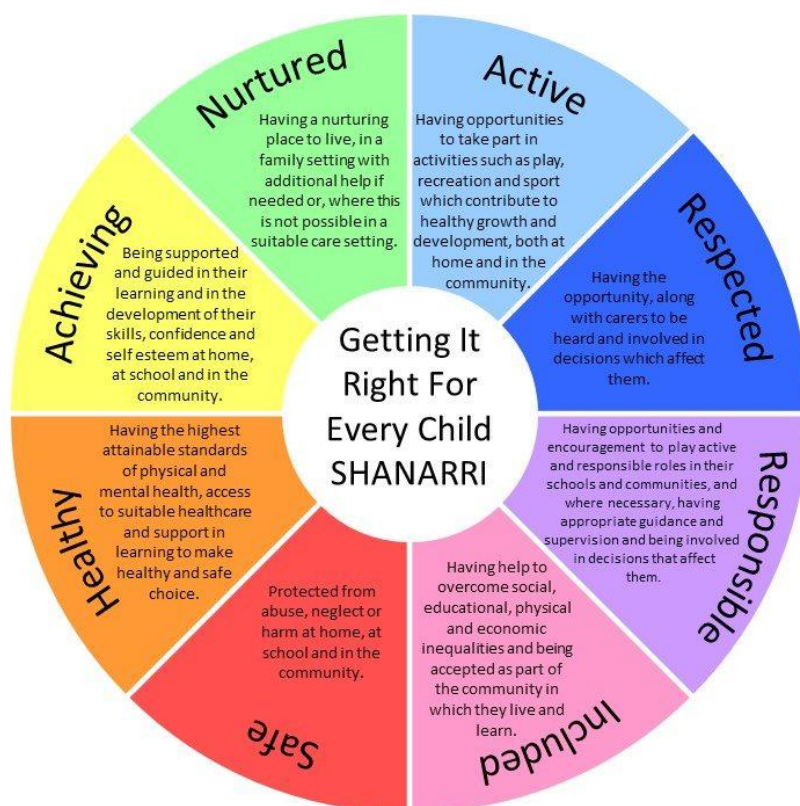 Nurtured
Having a nurturing
place to live, in a
family setting with
additional help if
needed or, where this
is not possible in a
suitable care setting.
Active
Having opportunities
to take part in
activities such as play,
recreation and sport
which contribute to
healthy growth and
development, both at
home and in the
community.
Respected
Having the
opportunity, along
with carers to be
heard and involved in
decisions which affect
them.
Responsible
Having opportunities and
encouragement to play active
and responsible roles in their
schools and communities, and
where necessary, having
appropriate guidance and
supervision and being involved
in decisions that affect
them.
Included
Having help to
overcome social,
educational, physical
and economic
inequalities and being
accepted as part of
the community in
which they live and
learn.
Safe
Protected from
abuse, neglect or
harm at home, at
school and in the
community.
Healthy
Having the highest
attainable standards
of physical and
mental health, access
to suitable healthcare
and support in
learning to make
healthy and safe
choice.
Achieving
Being supported
and guided in their
learning and in the
development of their
skills, confidence and
self esteem at home,
at school and in the
community.
Getting It
Right For
Every Child
SHANARRI